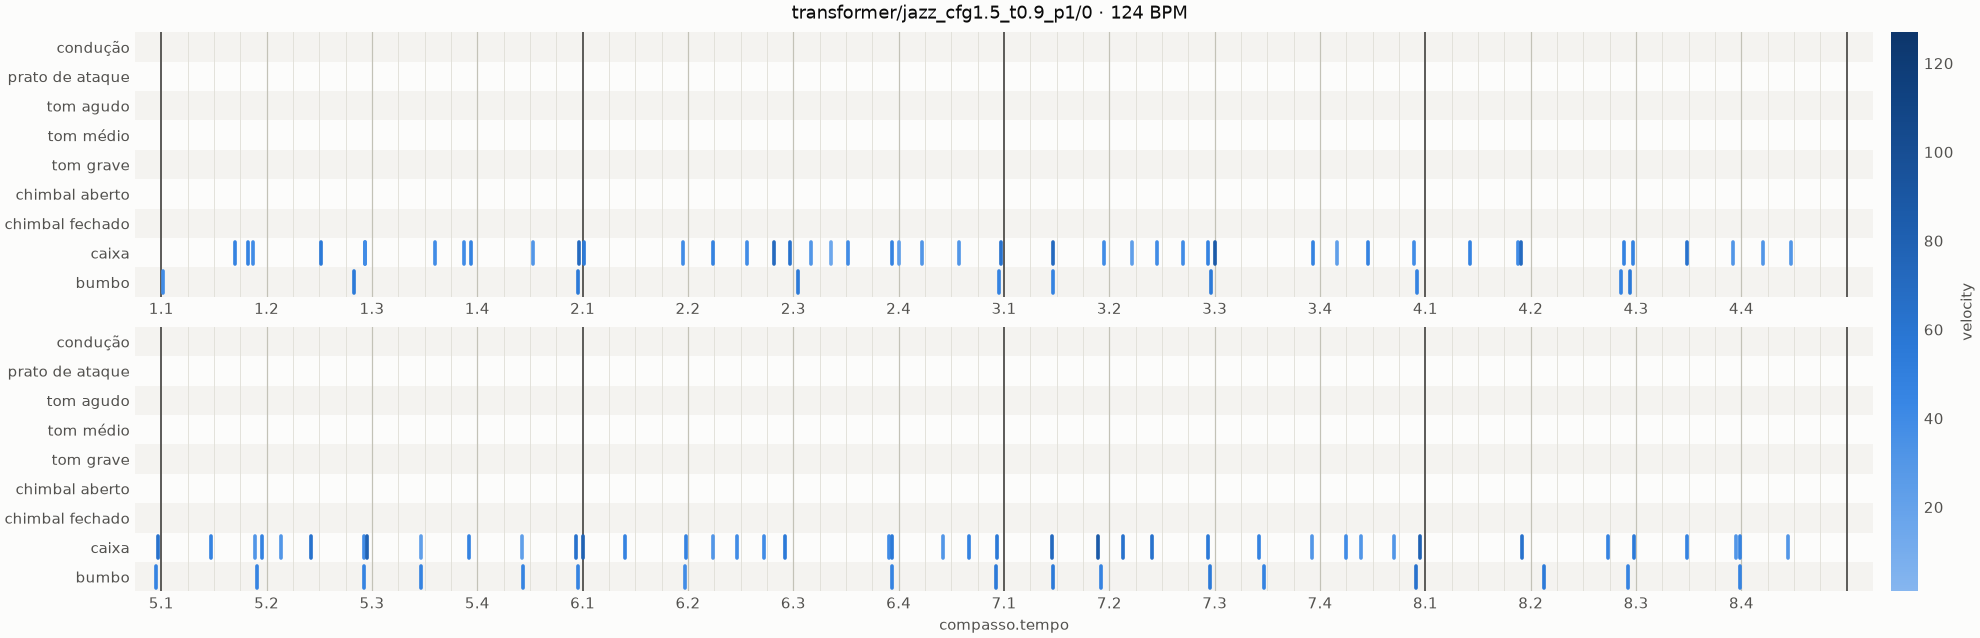 transformer/jazz_cfg1.5_t0.9_p1/0 · 124 BPM
condução
prato de ataque
tom agudo
tom médio
tom grave
chimbal aberto
chimbal fechado
caixa
bumbo
1.1 1.2 1.3 1.4 2.1 2.2 2.3 2.4 3.1 3.2 3.3 3.4 4.1 4.2 4.3 4.4
condução
prato de ataque
tom agudo
tom médio
tom grave
chimbal aberto
chimbal fechado
caixa
bumbo
5.1 5.2 5.3 5.4 6.1 6.2 6.3 6.4 7.1 7.2 7.3 7.4 8.1 8.2 8.3 8.4
compasso.tempo
120
100
80
60
40
20
velocity